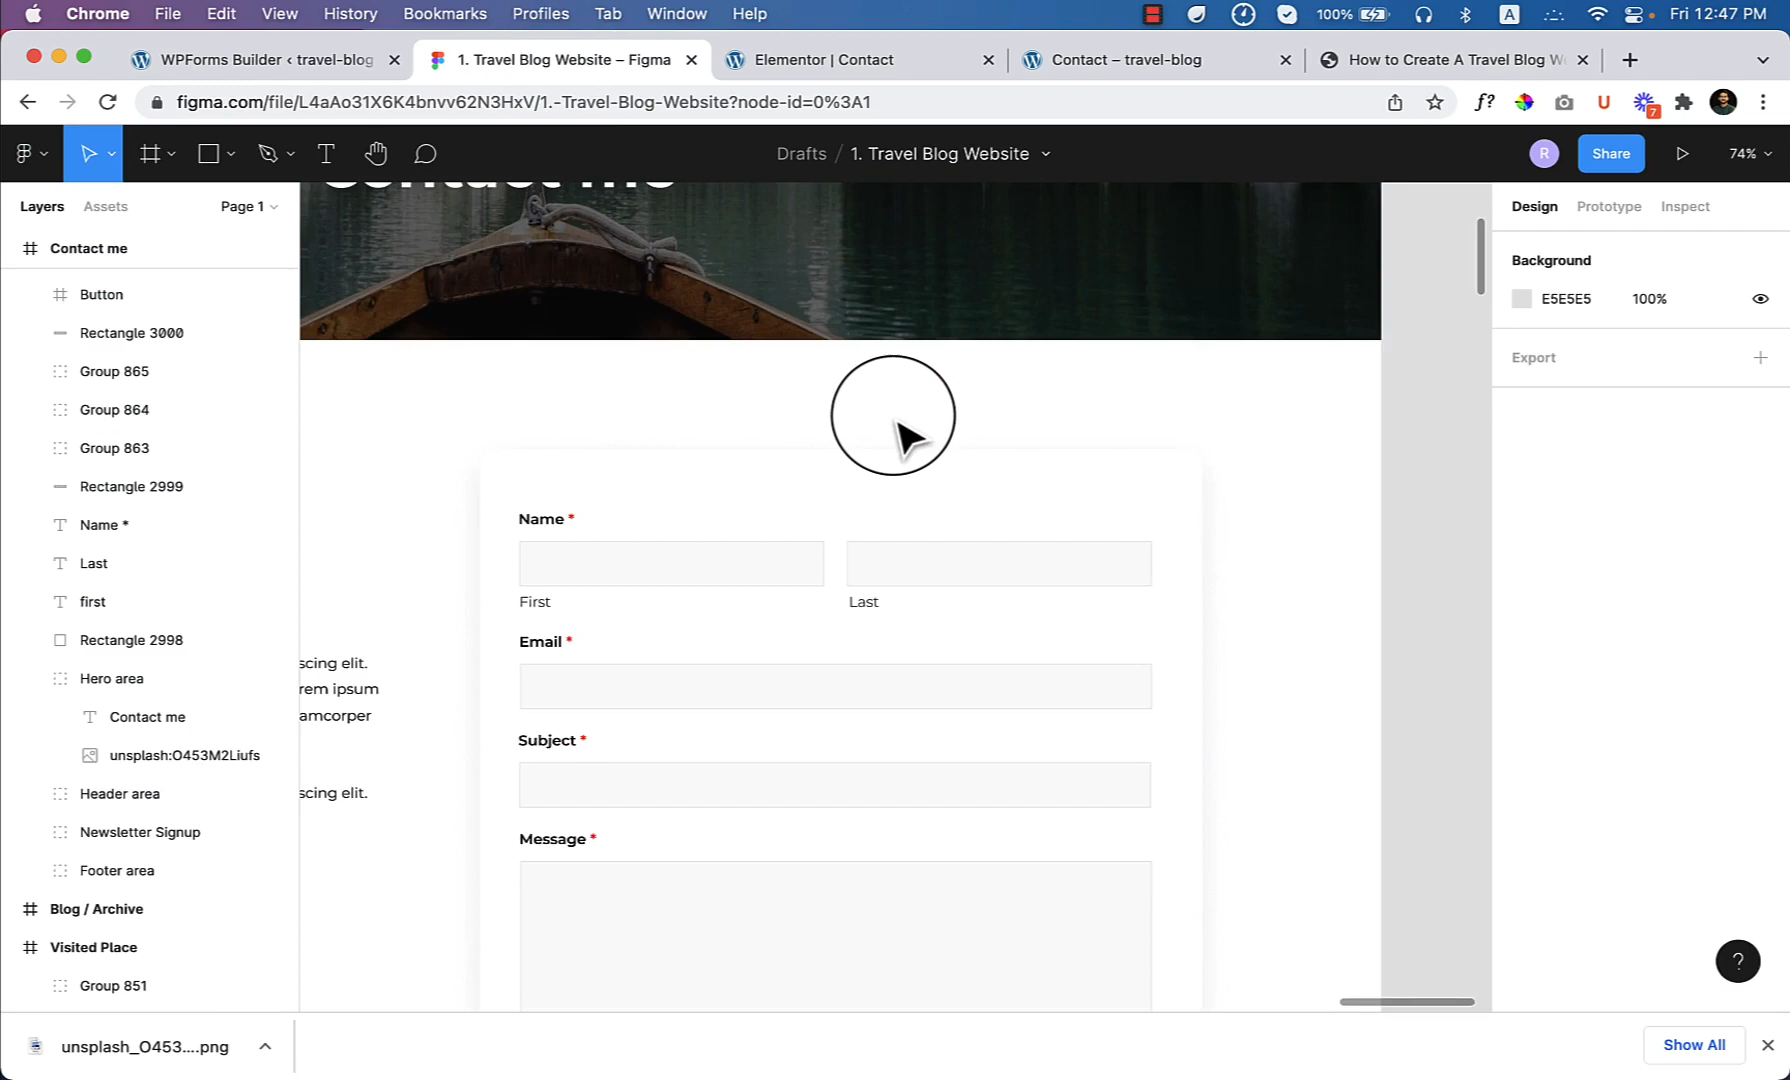 Chrome File Edit View History Bookmarks Profiles Tab Window Help 100% A Fri 12:47 PM
WPForms Builder ‹ travel-blog 1. Travel Blog Website – Figma Elementor | Contact Contact – travel-blog How to Create A Travel Blog W
figma.com/file/L4aAo31X6K4bnvv62N3HxV/1.-Travel-Blog-Website?node-id=0%3A1 f? U 7
Drafts / 1. Travel Blog Website R Share 74%
Layers Assets Page 1
Contact me
Design Prototype Inspect
Contact me
Background
E5E5E5 100%
Export
Button
Rectangle 3000
Group 865
Group 864
Group 863
Rectangle 2999
Name *
Last
first
Rectangle 2998
Hero area
Contact me
unsplash:O453M2Liufs
Header area
Newsletter Signup
Footer area
Blog / Archive
Visited Place
Group 851
scing elit.
rem ipsum
amcorper
scing elit.
Name *
First Last
Email *
Subject *
Message *
?
unsplash_O453....png Show All